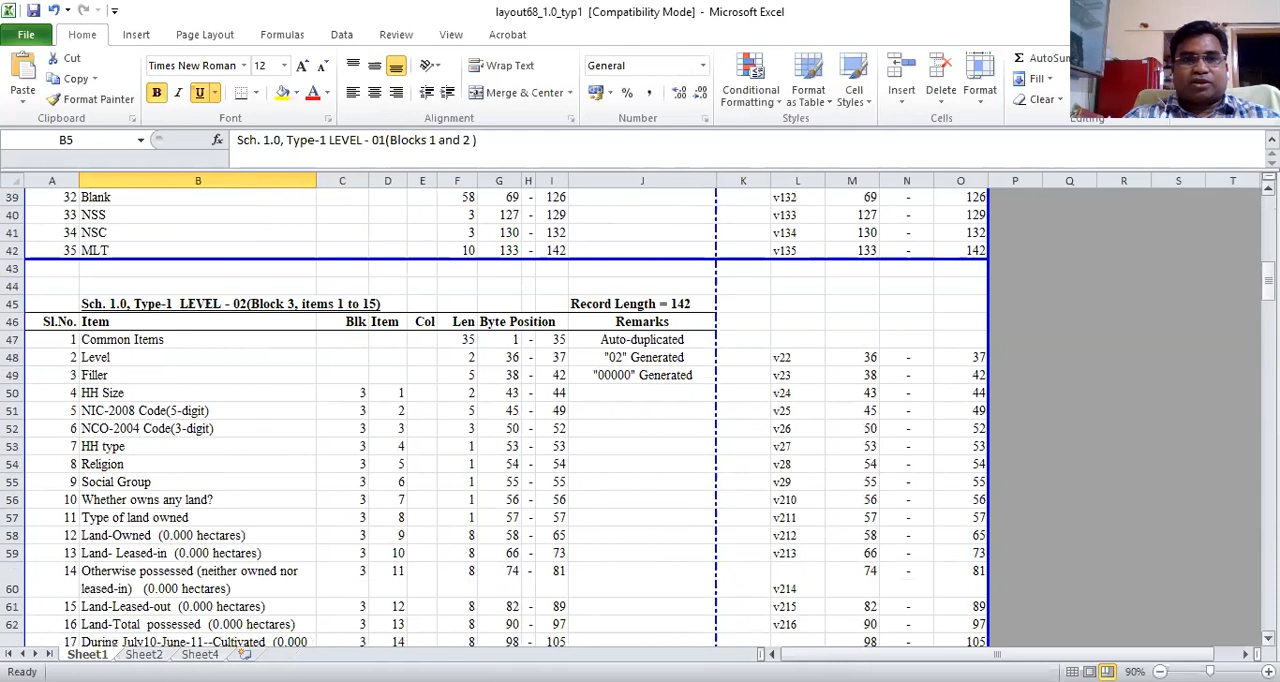 layout68_1.0_typ1 [Compatibility Mode] - Microsoft Excel
File Home Insert Page Layout Formulas Data Review View Acrobat
Paste
Cut
Copy
Format Painter
Clipboard
Times New Roman 12
B I U
Font
Wrap Text
Merge & Center
Alignment
General
%
Number
Conditional Formatting
Format as Table
Cell Styles
Styles
Insert
Delete
Format
Cells
Σ AutoSu
Fill
Clear
Editing
B5 fx Sch. 1.0, Type-1 LEVEL - 01(Blocks 1 and 2 )
A B C D E F G H I J K L M N O P Q R S T
39 32 Blank 58 69 - 126 v132 69 - 126
40 33 NSS 3 127 - 129 v133 127 - 129
41 34 NSC 3 130 - 132 v134 130 - 132
42 35 MLT 10 133 - 142 v135 133 - 142
43
44
45 Sch. 1.0, Type-1 LEVEL - 02(Block 3, items 1 to 15) Record Length = 142
46 Sl.No. Item Blk Item Col Len Byte Position Remarks
47 1 Common Items 35 1 - 35 Auto-duplicated
48 2 Level 2 36 - 37 "02" Generated v22 36 - 37
49 3 Filler 5 38 - 42 "00000" Generated v23 38 - 42
50 4 HH Size 3 1 2 43 - 44 v24 43 - 44
51 5 NIC-2008 Code(5-digit) 3 2 5 45 - 49 v25 45 - 49
52 6 NCO-2004 Code(3-digit) 3 3 3 50 - 52 v26 50 - 52
53 7 HH type 3 4 1 53 - 53 v27 53 - 53
54 8 Religion 3 5 1 54 - 54 v28 54 - 54
55 9 Social Group 3 6 1 55 - 55 v29 55 - 55
56 10 Whether owns any land? 3 7 1 56 - 56 v210 56 - 56
57 11 Type of land owned 3 8 1 57 - 57 v211 57 - 57
58 12 Land-Owned (0.000 hectares) 3 9 8 58 - 65 v212 58 - 65
59 13 Land- Leased-in (0.000 hectares) 3 10 8 66 - 73 v213 66 - 73
14 Otherwise possessed (neither owned nor 3 11 8 74 - 81 74 - 81
60 leased-in) (0.000 hectares) v214
61 15 Land-Leased-out (0.000 hectares) 3 12 8 82 - 89 v215 82 - 89
62 16 Land-Total possessed (0.000 hectares) 3 13 8 90 - 97 v216 90 - 97
17 During July10-June-11--Cultivated (0.000 3 14 8 98 - 105 98 - 105
Sheet1 Sheet2 Sheet4
Ready 90%